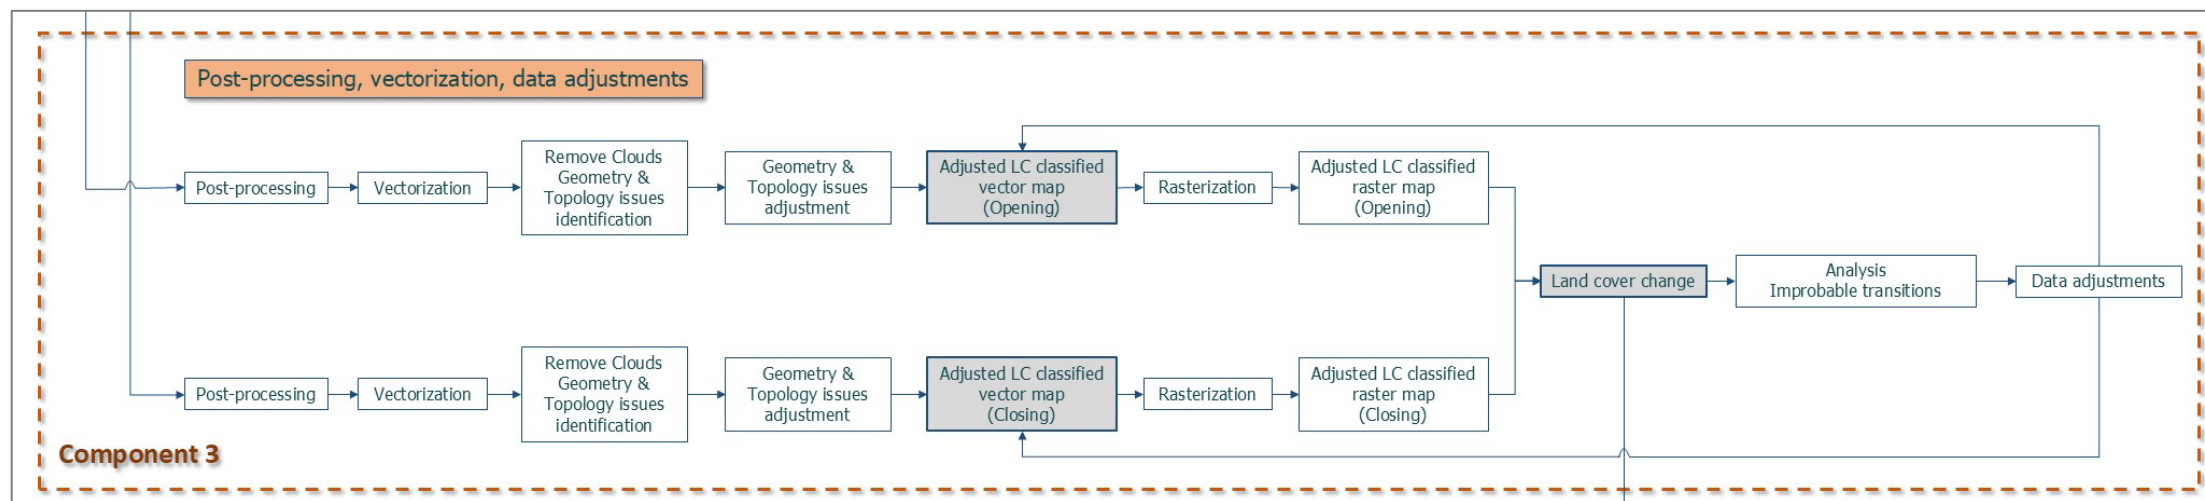 Post-processing, vectorization, data adjustments
Post-processing
Vectorization
Remove Clouds
Geometry &
Topology issues
identification
Geometry &
Topology issues
adjustment
Adjusted LC classified
vector map
(Opening)
Rasterization
Adjusted LC classified
raster map
(Opening)
Land cover change
Analysis
Improbable transitions
Data adjustments
Post-processing
Vectorization
Remove Clouds
Geometry &
Topology issues
identification
Geometry &
Topology issues
adjustment
Adjusted LC classified
vector map
(Closing)
Rasterization
Adjusted LC classified
raster map
(Closing)
Component 3